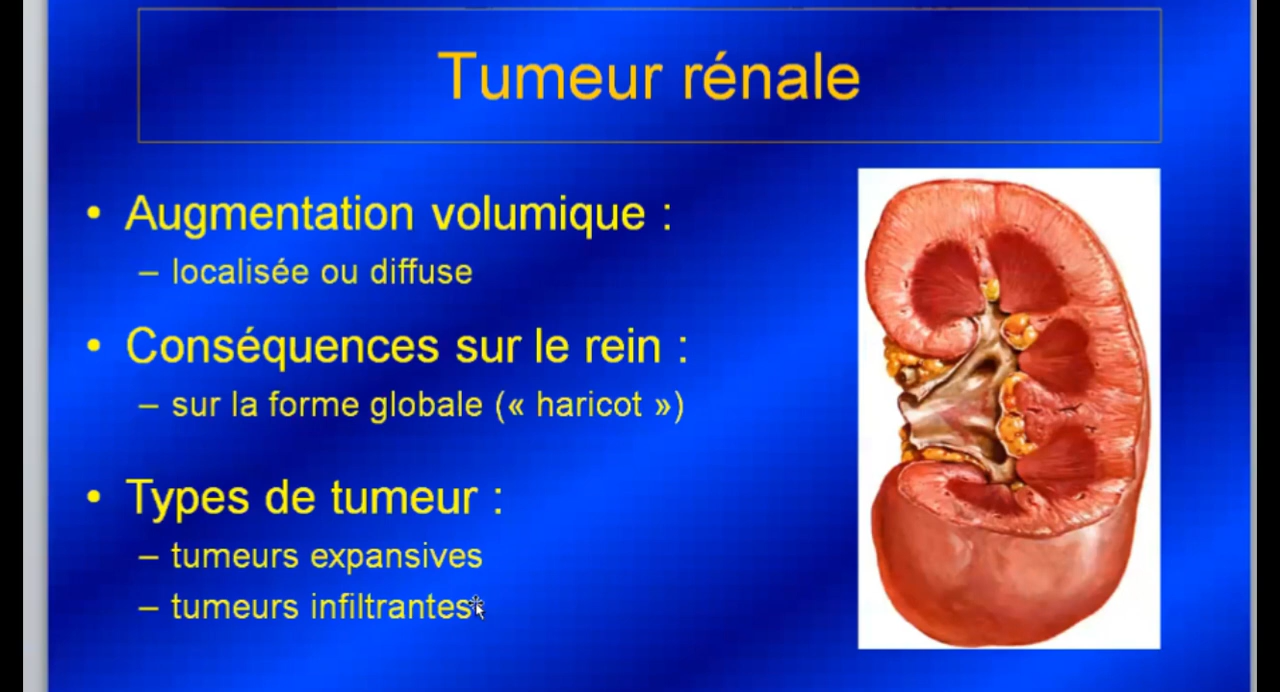 Tumeur rénale
• Augmentation volumique :
– localisée ou diffuse
• Conséquences sur le rein :
– sur la forme globale (« haricot »)
• Types de tumeur :
– tumeurs expansives
– tumeurs infiltrantes